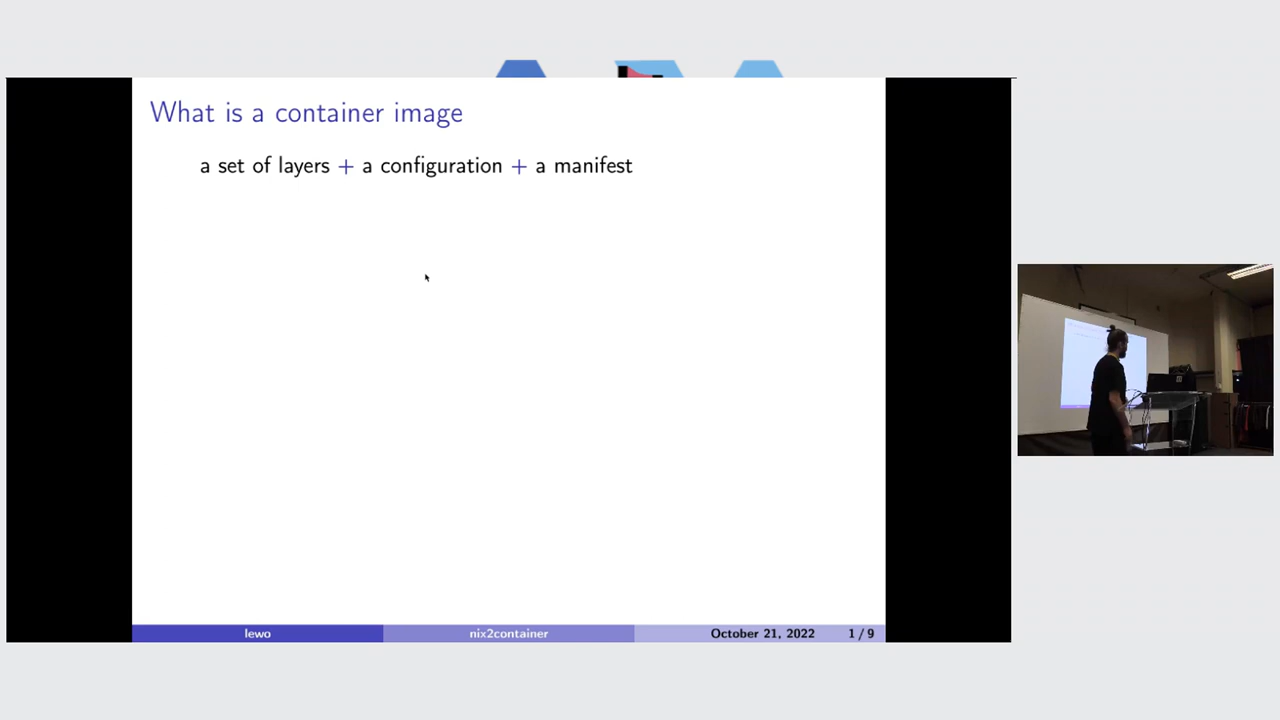 What is a container image
a set of layers + a configuration + a manifest
lewo
nix2container
October 21, 2022
1 / 9